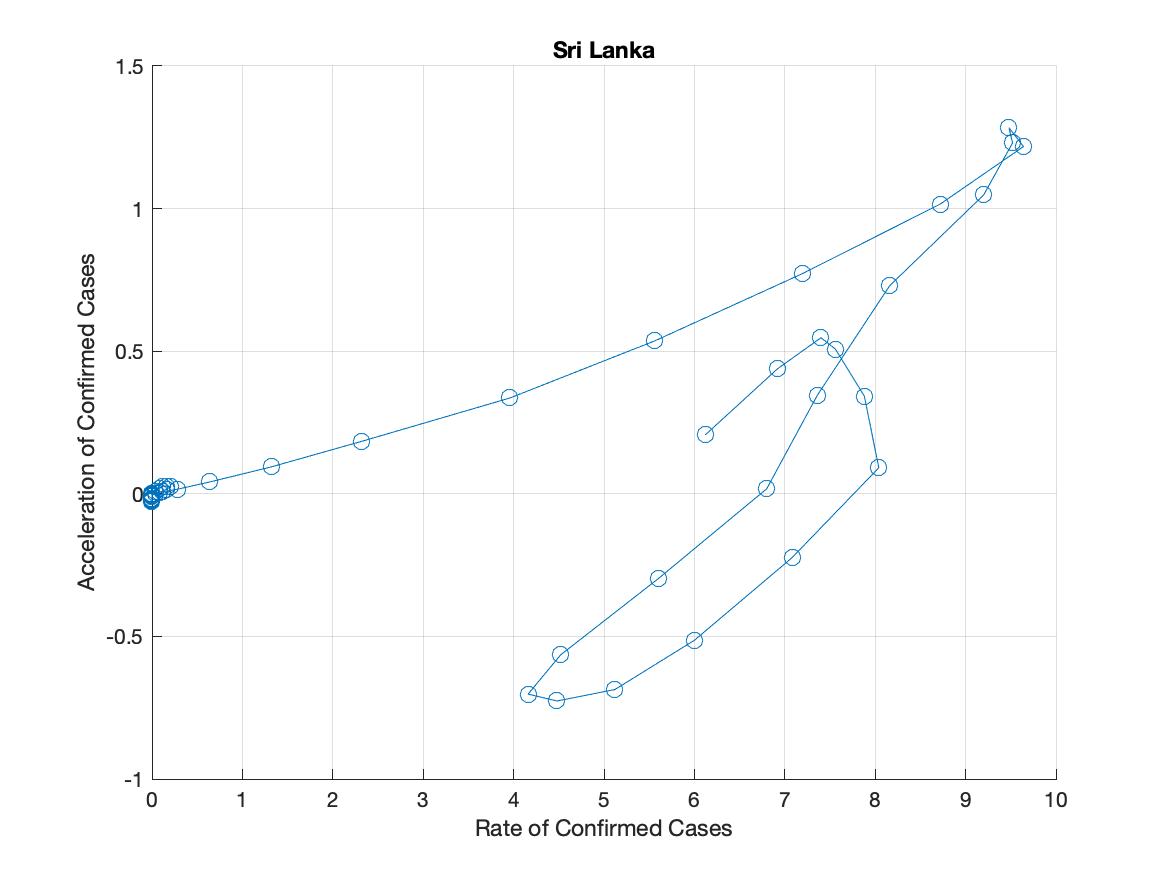 Sri Lanka
1.5
1
0.5
0
-0.5
-1
Acceleration of Confirmed Cases
0 1 2 3 4 5 6 7 8 9 10
Rate of Confirmed Cases